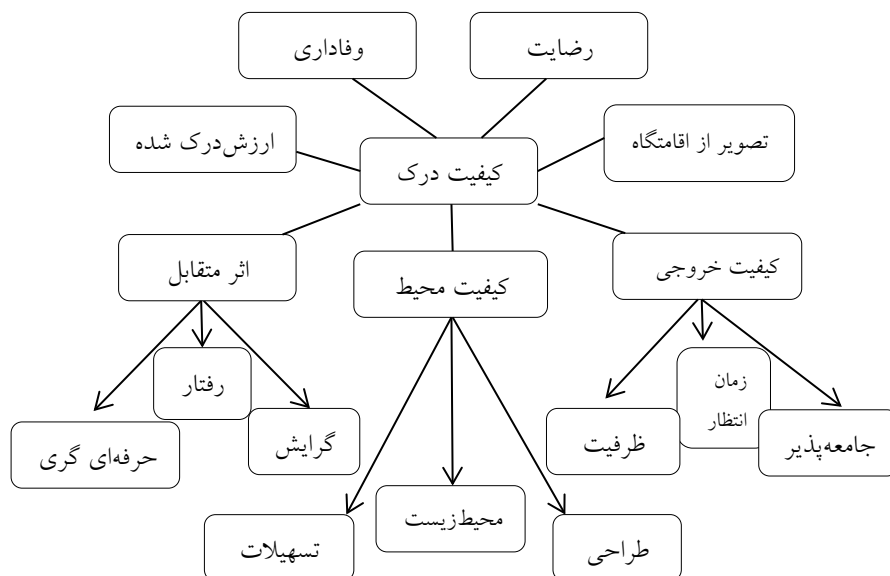 رضایت
وفاداری
تصویر از اقامتگاه
ارزش‌درک شده
کیفیت درک
کیفیت خروجی
کیفیت محیط
اثر متقابل
زمان
انتظار
رفتار
جامعه‌پذیر
ظرفیت
گرایش
حرفه‌ای گری
طراحی
محیط‌زیست
تسهیلات